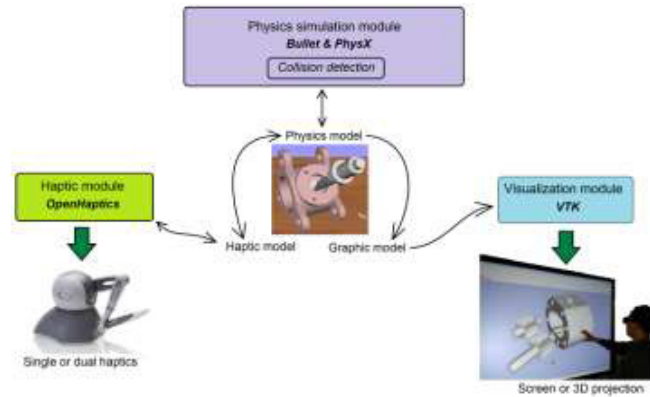 Physics simulation module
Bullet & PhysX
Collision detection
Physics model
Haptic module
OpenHaptics
Visualization module
VTK
Haptic model
Graphic model
Single or dual haptics
Screen or 3D projection